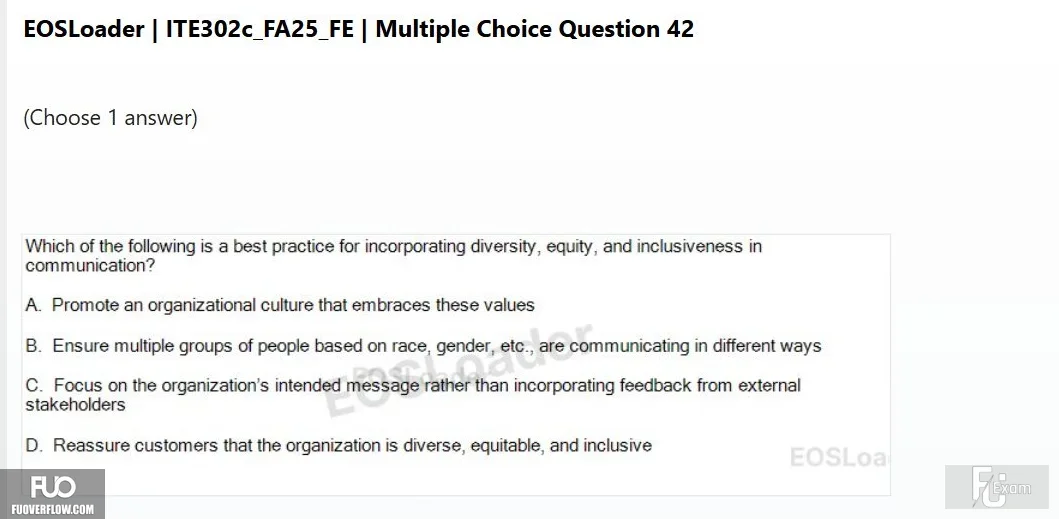 EOSLoader | ITE302c_FA25_FE | Multiple Choice Question 42
(Choose 1 answer)
Which of the following is a best practice for incorporating diversity, equity, and inclusiveness in
communication?
A. Promote an organizational culture that embraces these values
B. Ensure multiple groups of people based on race, gender, etc., are communicating in different ways
C. Focus on the organization's intended message rather than incorporating feedback from external
stakeholders
D. Reassure customers that the organization is diverse, equitable, and inclusive
EOSLoader
EOSLoa
FUO
FUOVERFLOW.COM
Exam